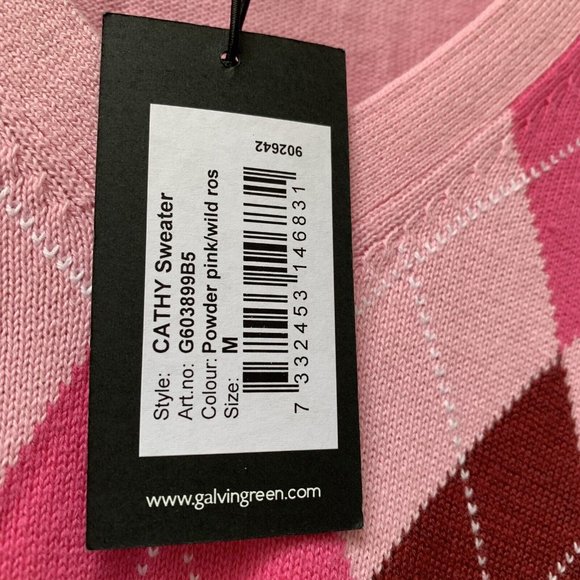 Style: CATHY Sweater
Art.no: G603899B5
Colour: Powder pink/wild ros
Size: M
7 332453 146831
902642
www.galvingreen.com